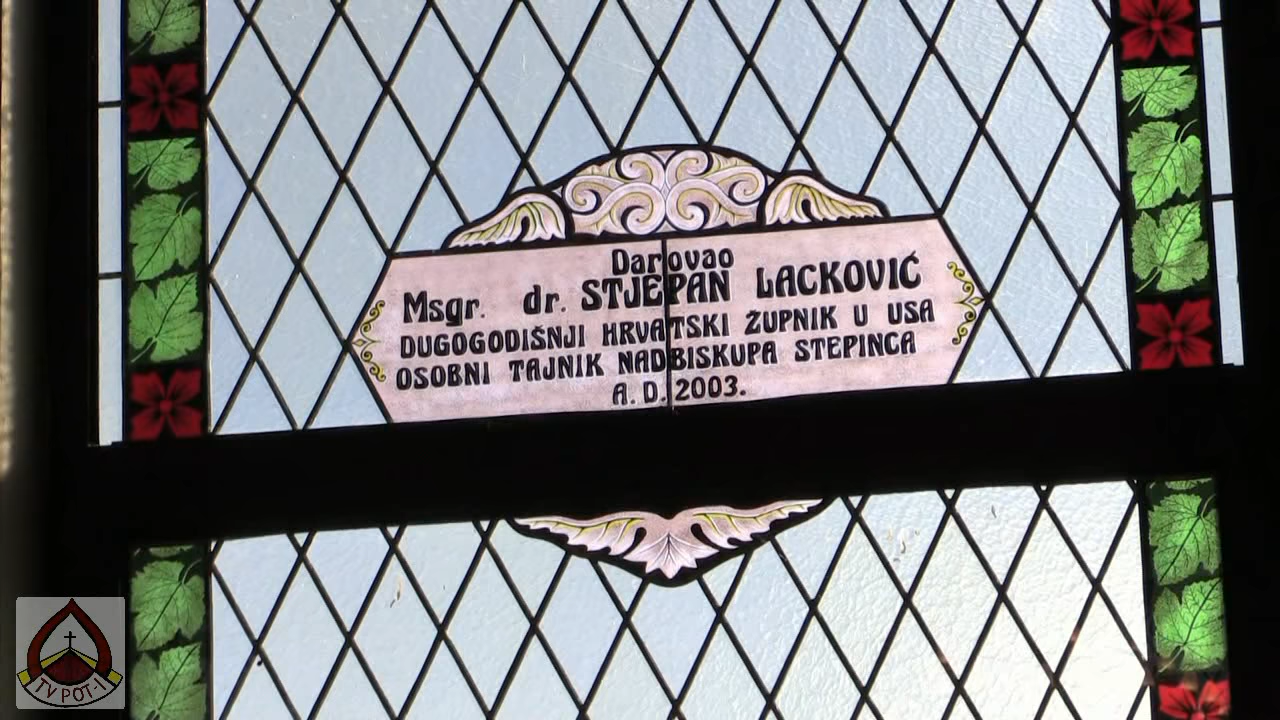 Darovao
Msgr. dr. STJEPAN LACKOVIĆ
DUGOGODIŠNJI HRVATSKI ŽUPNIK U USA
OSOBNI TAJNIK NADBISKUPA STEPINCA
A. D. 2003.
TV POT-1